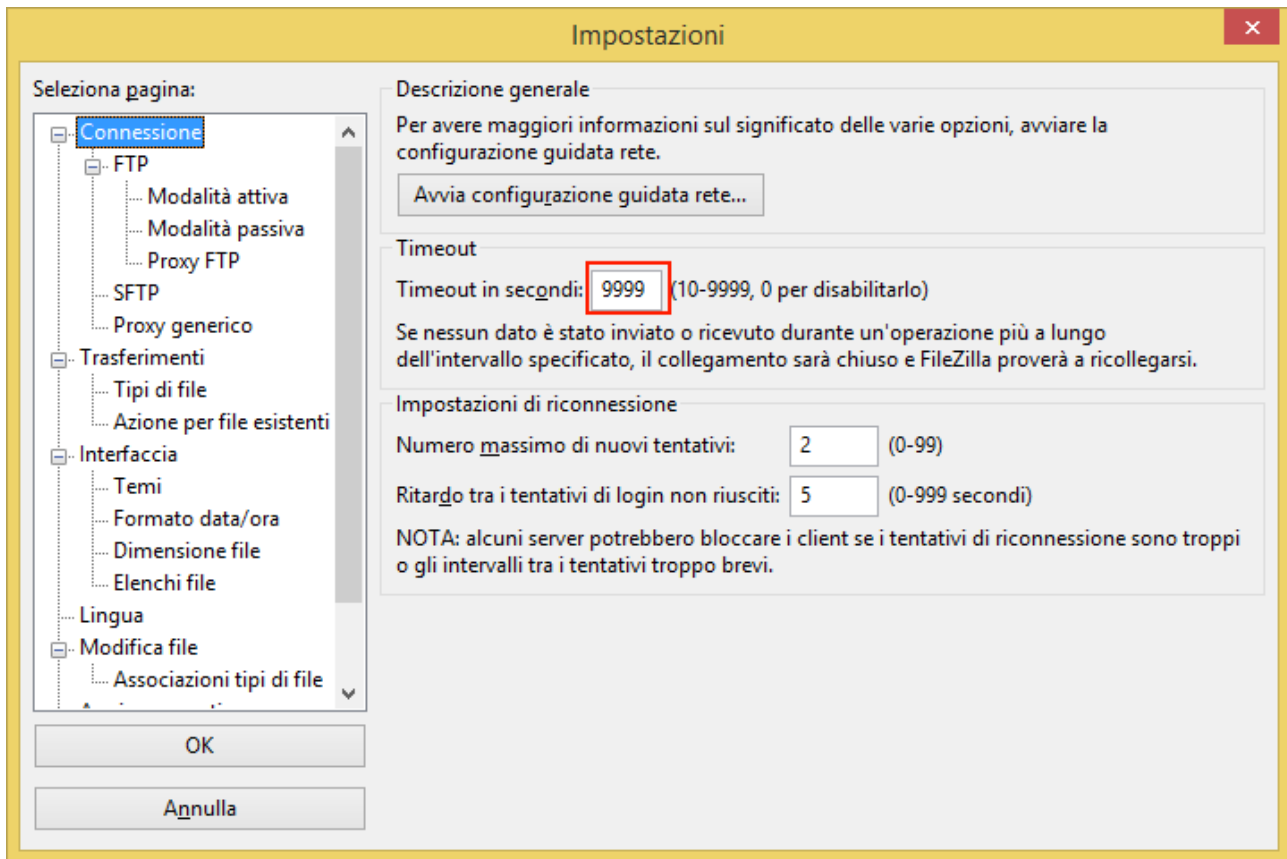 Impostazioni
Seleziona pagina:
Connessione
FTP
Modalità attiva
Modalità passiva
Proxy FTP
SFTP
Proxy generico
Trasferimenti
Tipi di file
Azione per file esistenti
Interfaccia
Temi
Formato data/ora
Dimensione file
Elenchi file
Lingua
Modifica file
Associazioni tipi di file
OK
Annulla
Descrizione generale
Per avere maggiori informazioni sul significato delle varie opzioni, avviare la
configurazione guidata rete.
Avvia configurazione guidata rete...
Timeout
Timeout in secondi: 9999 (10-9999, 0 per disabilitarlo)
Se nessun dato è stato inviato o ricevuto durante un'operazione più a lungo
dell'intervallo specificato, il collegamento sarà chiuso e FileZilla proverà a ricollegarsi.
Impostazioni di riconnessione
Numero massimo di nuovi tentativi: 2 (0-99)
Ritardo tra i tentativi di login non riusciti: 5 (0-999 secondi)
NOTA: alcuni server potrebbero bloccare i client se i tentativi di riconnessione sono troppi
o gli intervalli tra i tentativi troppo brevi.